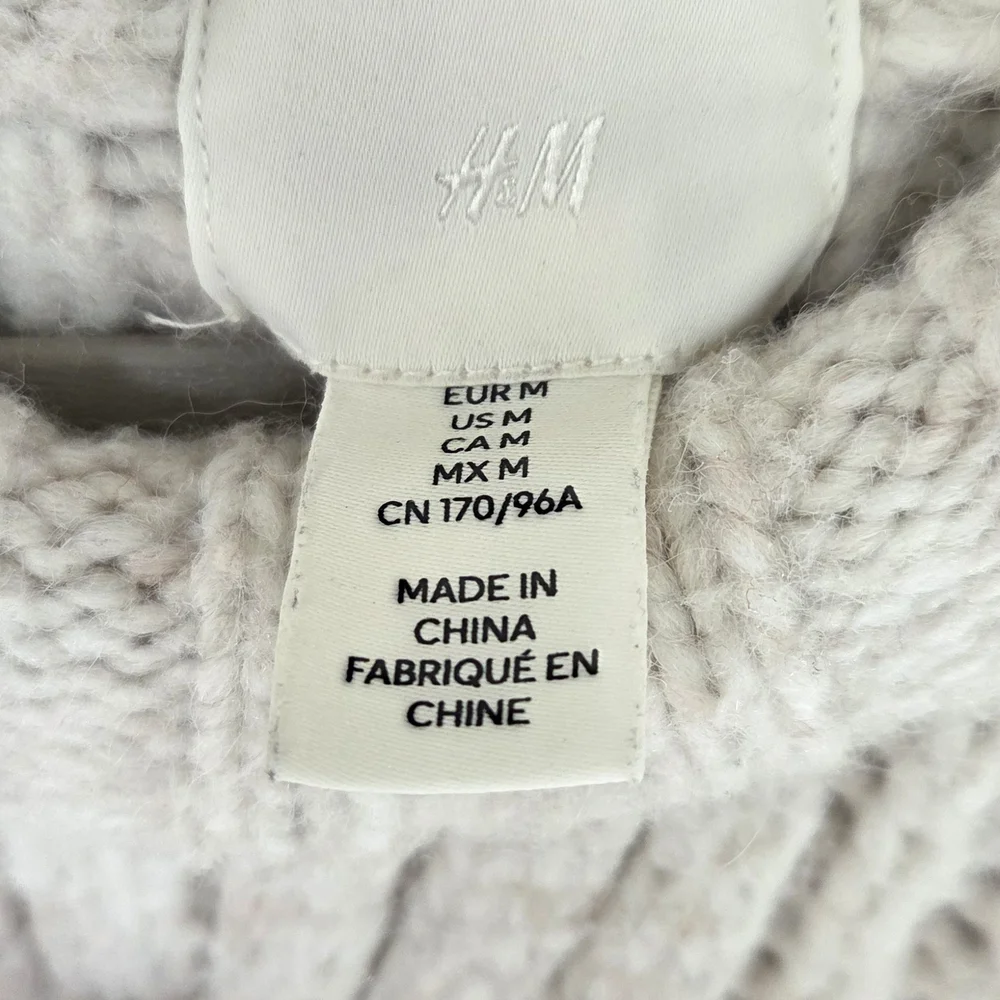 H&M
EUR M
US M
CA M
MX M
CN 170/96A
MADE IN
CHINA
FABRIQUÉ EN
CHINE